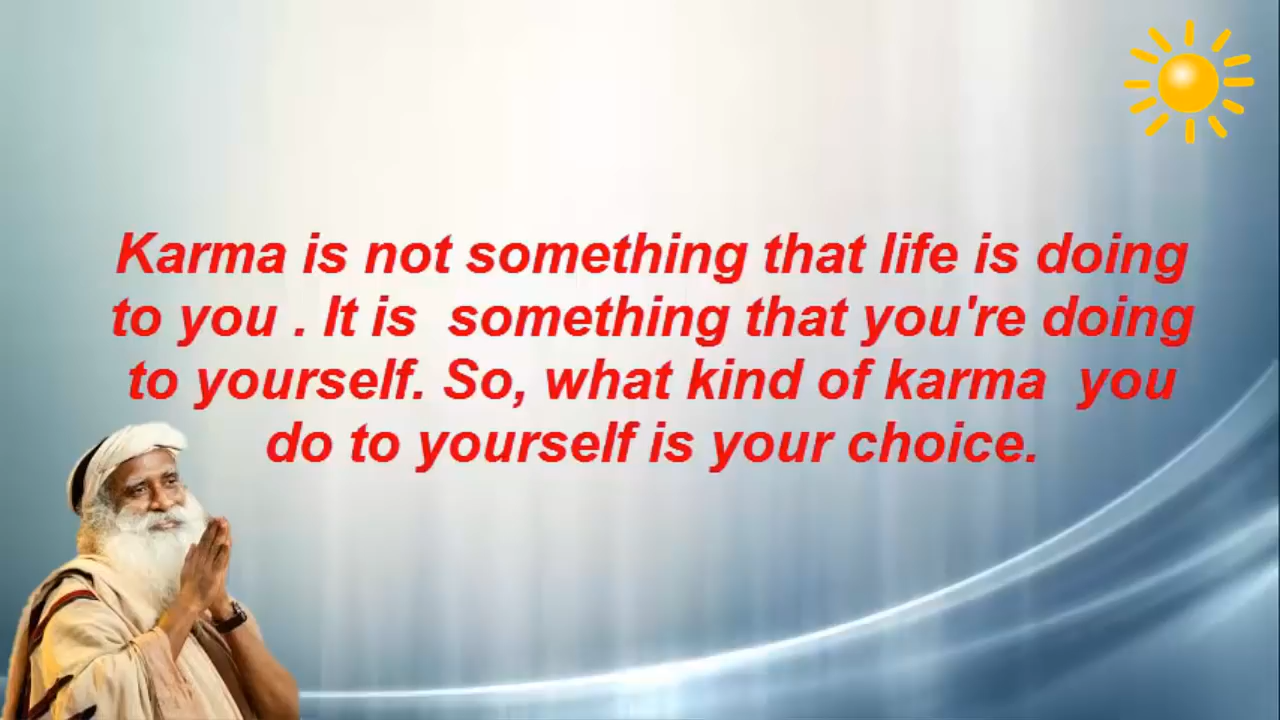 Karma is not something that life is doing
to you . It is  something that you're doing
to yourself. So, what kind of karma  you
do to yourself is your choice.